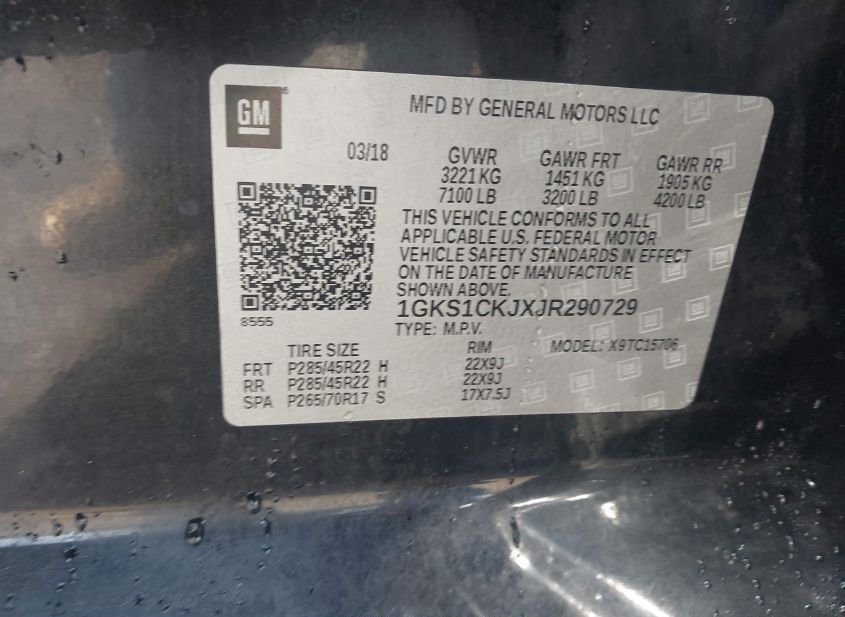 GM
MFD BY GENERAL MOTORS LLC
03/18 GVWR GAWR FRT GAWR RR
3221 KG 1451 KG 1905 KG
7100 LB 3200 LB 4200 LB
THIS VEHICLE CONFORMS TO ALL
APPLICABLE U.S. FEDERAL MOTOR
VEHICLE SAFETY STANDARDS IN EFFECT
ON THE DATE OF MANUFACTURE
SHOWN ABOVE.
1GKS1CKJXJR290729
8555
TYPE: M.P.V.
TIRE SIZE RIM MODEL: X9TC15706
FRT P285/45R22 H 22X9J
RR P285/45R22 H 22X9J
SPA P265/70R17 S 17X7.5J